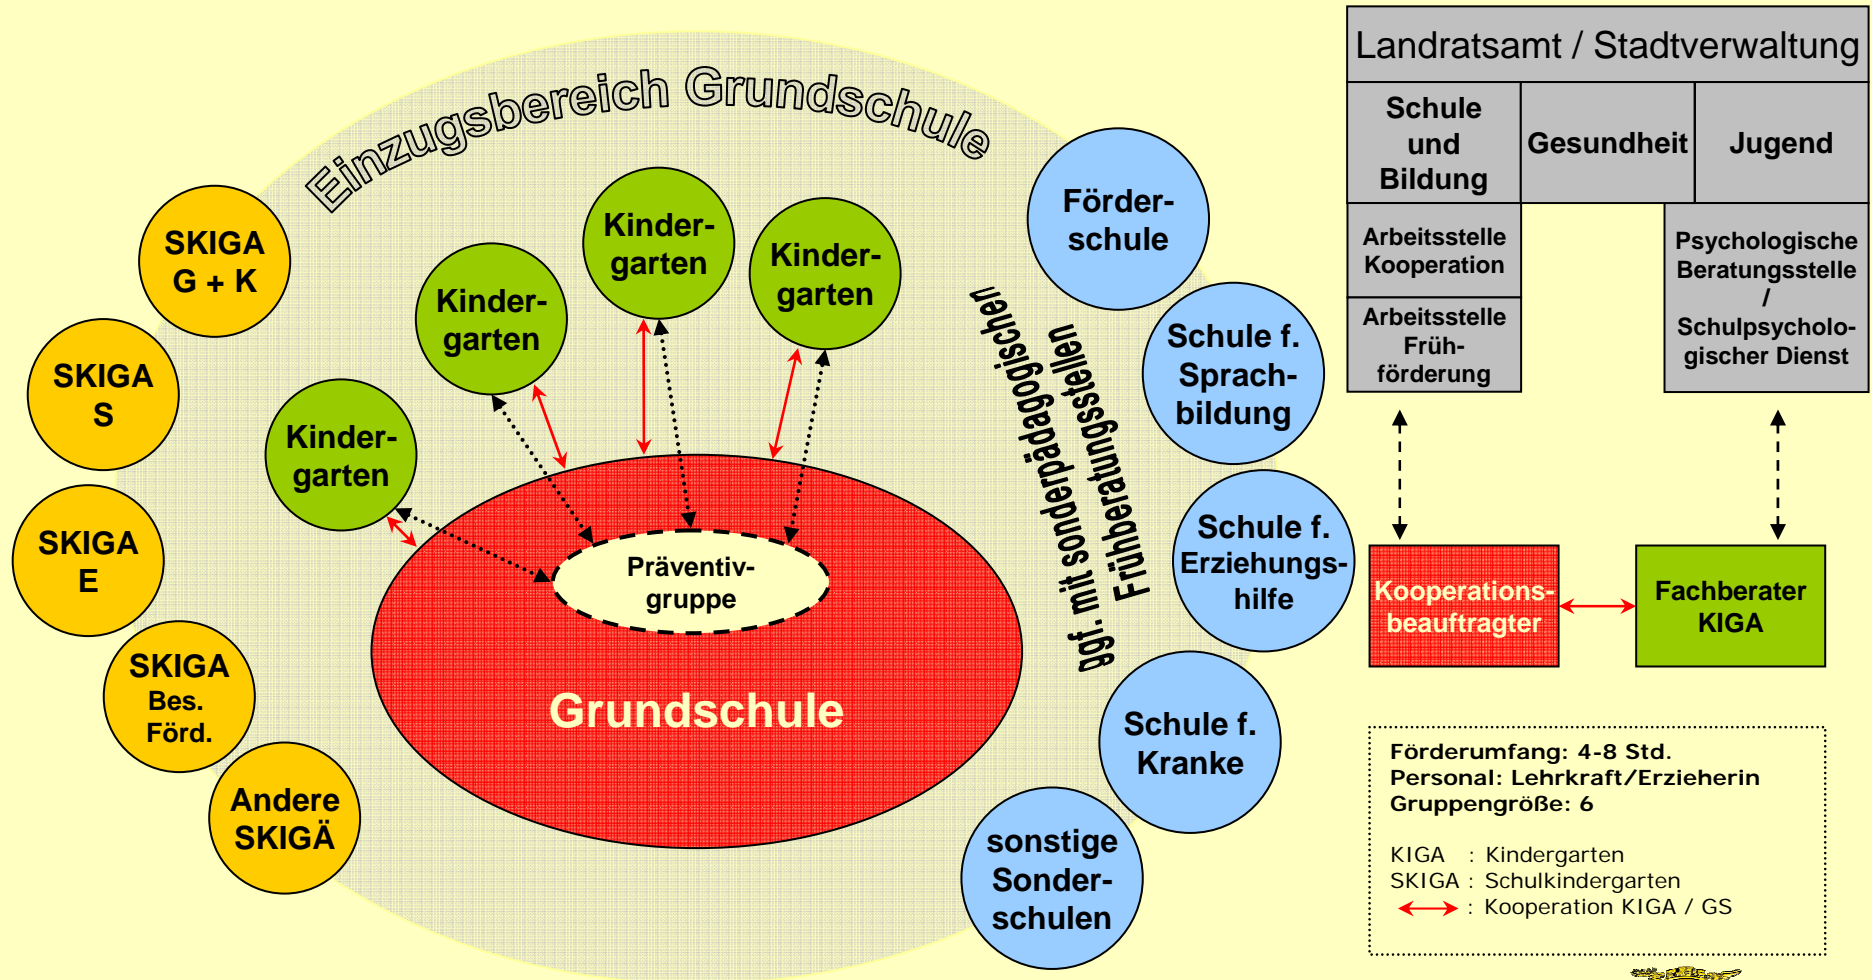 Einzugsbereich Grundschule
SKIGA
G + K
SKIGA
S
SKIGA
E
SKIGA
Bes.
Förd.
Andere
SKIGÄ
Kinder-
garten
Kinder-
garten
Kinder-
garten
Kinder-
garten
Präventiv-
gruppe
Grundschule
ggf. mit sonderpädagogischen
Frühberatungsstellen
Förder-
schule
Schule f.
Sprach-
bildung
Schule f.
Erziehungs-
hilfe
Schule f.
Kranke
sonstige
Sonder-
schulen
Landratsamt / Stadtverwaltung
Schule
und
Bildung
Gesundheit
Jugend
Arbeitsstelle
Kooperation
Arbeitsstelle
Früh-
förderung
Psychologische
Beratungsstelle
/
Schulpsycholo-
gischer Dienst
Kooperations-
beauftragter
Fachberater
KIGA
Förderumfang: 4-8 Std.
Personal: Lehrkraft/Erzieherin
Gruppengröße: 6
KIGA : Kindergarten
SKIGA : Schulkindergarten
: Kooperation KIGA / GS